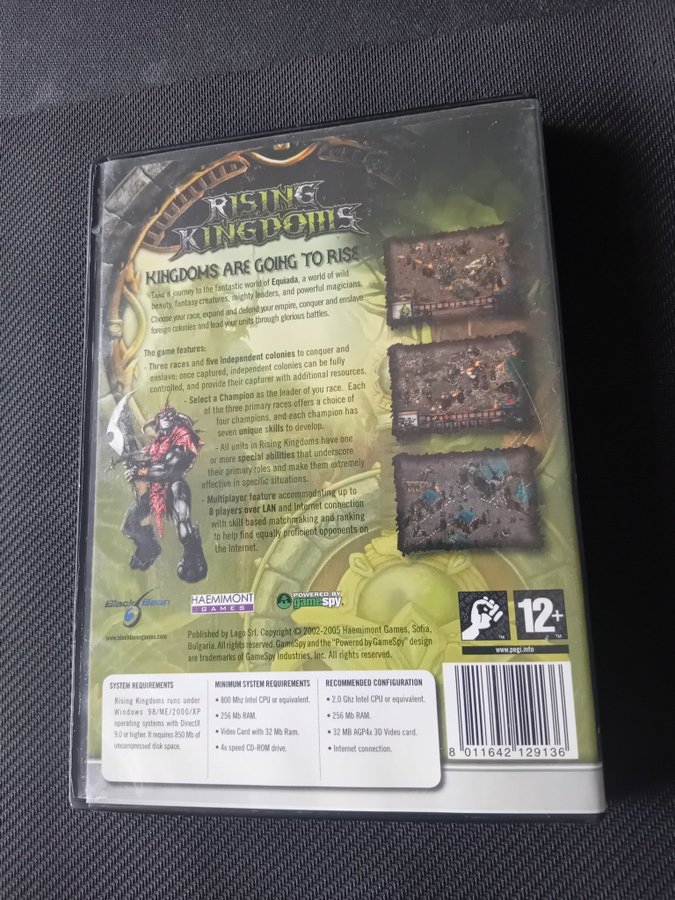 RISING
KINGDOMS
KINGDOMS ARE GOING TO RISE
Take a journey to the fantastic world of Equiada, a world of wild
beauty, fantasy creatures, mighty leaders, and powerful magicians.
Choose your race, expand and defend your empire, conquer and enslave
foreign colonies and lead your units through glorious battles.
The game features:
- Three races and five independent colonies to conquer and
enslave: once captured, independent colonies can be fully
controlled, and provide their capturer with additional resources.
- Select a Champion as the leader of you race. Each
of the three primary races offers a choice of
four champions, and each champion has
seven unique skills to develop.
- All units in Rising Kingdoms have one
or more special abilities that underscore
their primary roles and make them extremely
effective in specific situations.
- Multiplayer feature accommodating up to
8 players over LAN and Internet connection
with skill based matchmaking and ranking
to help find equally proficient opponents on
the Internet.
Black Bean
www.blackbeangames.com
HAEMIMONT
GAMES
POWERED BY
gamespy
12+
www.pegi.info
Published by Lago Srl. Copyright © 2002-2005 Haemimont Games, Sofia,
Bulgaria. All rights reserved. GameSpy and the "Powered by GameSpy" design
are trademarks of GameSpy Industries, Inc. All rights reserved.
SYSTEM REQUIREMENTS
Rising Kingdoms runs under
Windows 98/ME/2000/XP
operating systems with DirectX
9.0 or higher. It requires 850 Mb of
uncompressed disk space.
MINIMUM SYSTEM REQUIREMENTS
• 800 Mhz Intel CPU or equivalent.
• 256 Mb RAM.
• Video Card with 32 Mb Ram.
• 4x speed CD-ROM drive.
RECOMMENDED CONFIGURATION
• 2.0 Ghz Intel CPU or equivalent.
• 256 Mb RAM.
• 32 MB AGP4x 3D Video card.
• Internet connection.
8 011642 129136